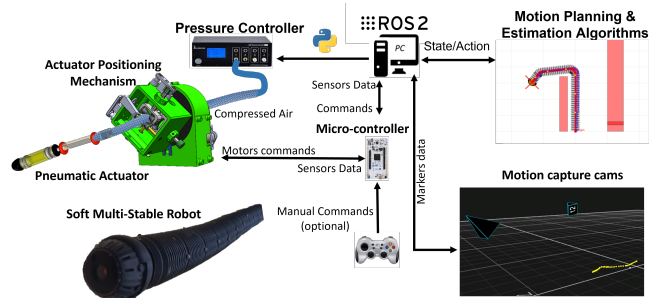 Pressure Controller
ROS 2
Motion Planning &
Estimation Algorithms
PC
State/Action
Actuator Positioning
Mechanism
Sensors Data
Commands
Compressed Air
Micro-controller
Motors commands
Sensors Data
Pneumatic Actuator
Markers data
Motion capture cams
Soft Multi-Stable Robot
Manual Commands
(optional)